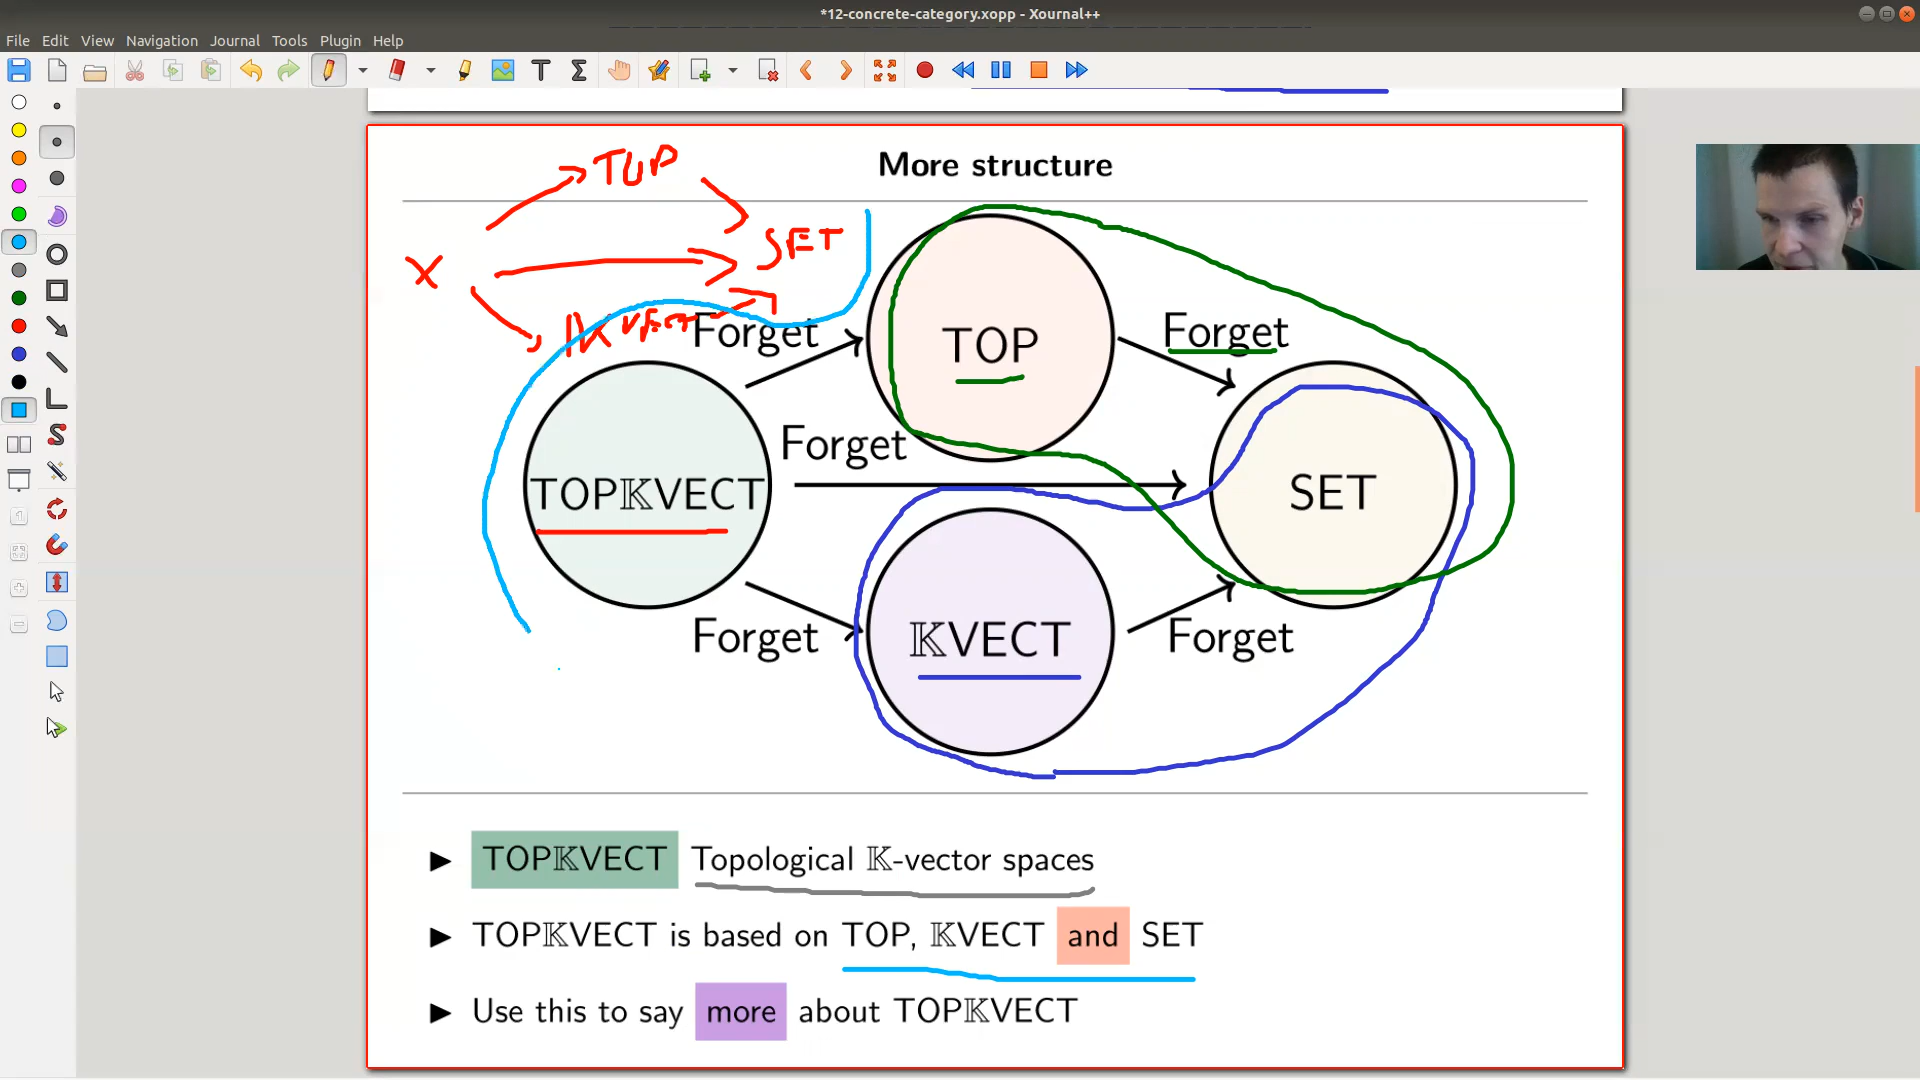 *12-concrete-category.xopp - Xournal++
File Edit View Navigation Journal Tools Plugin Help
More structure
TOP
SET
X
𝕂VECT
Forget
TOP
Forget
Forget
TOP𝕂VECT
SET
Forget
𝕂VECT
Forget
▶ TOP𝕂VECT Topological 𝕂-vector spaces
▶ TOP𝕂VECT is based on TOP, 𝕂VECT and SET
▶ Use this to say more about TOP𝕂VECT